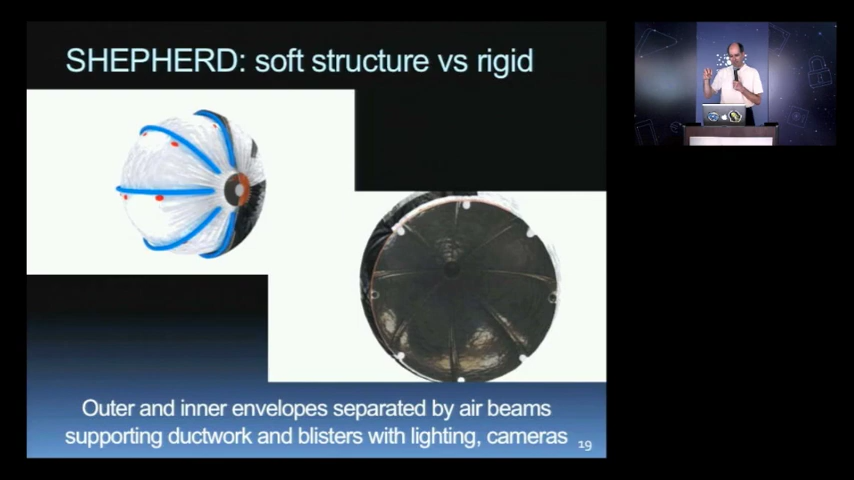 SHEPHERD: soft structure vs rigid
Outer and inner envelopes separated by air beams
supporting ductwork and blisters with lighting, cameras
19